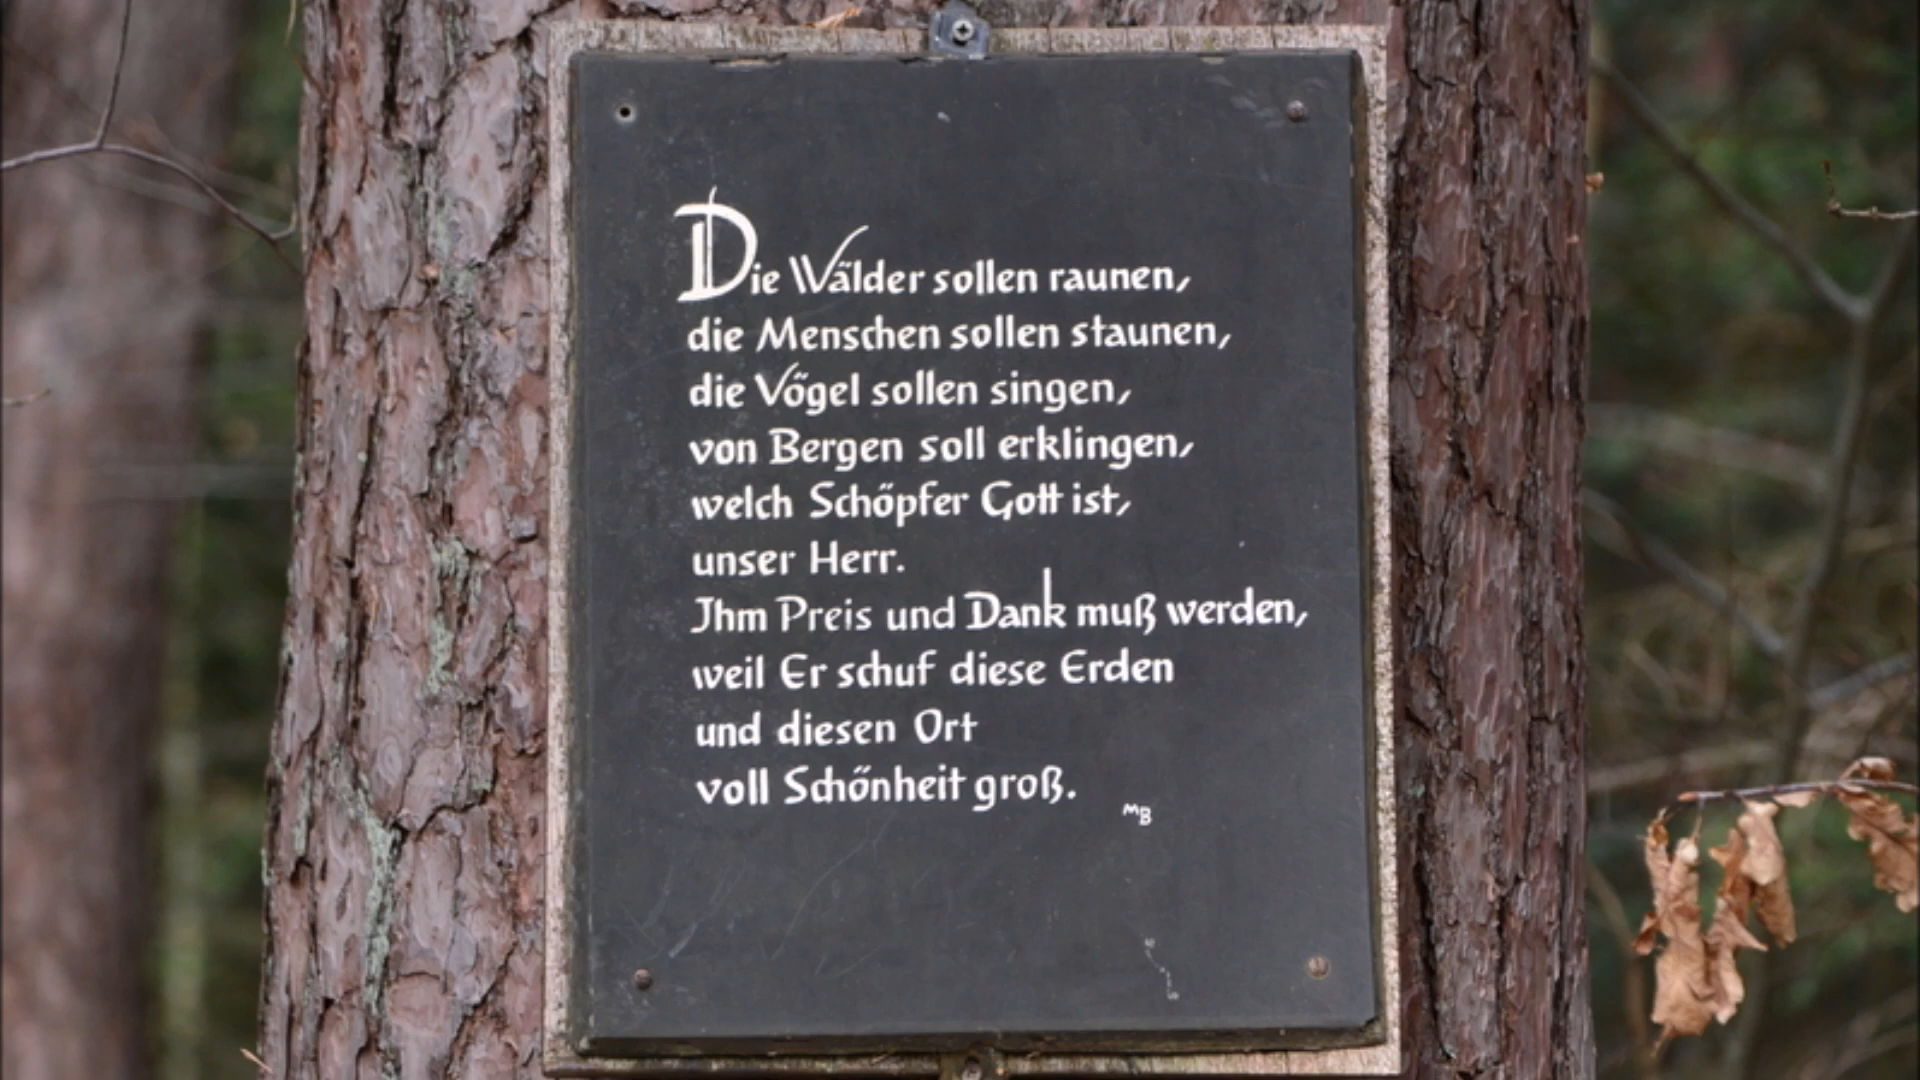 Die Wälder sollen raunen,
die Menschen sollen staunen,
die Vögel sollen singen,
von Bergen soll erklingen,
welch Schöpfer Gott ist,
unser Herr.
Ihm Preis und Dank muß werden,
weil Er schuf diese Erden
und diesen Ort
voll Schönheit groß.
MB